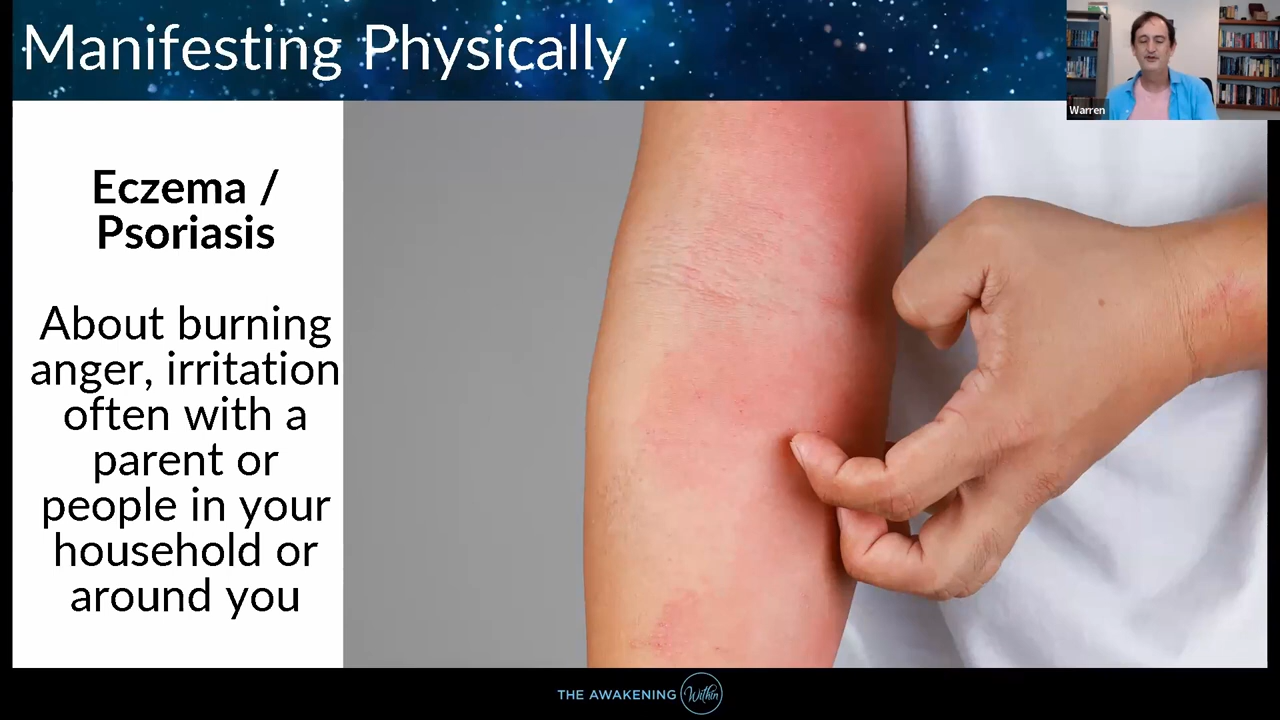 Manifesting Physically
Warren
Eczema /
Psoriasis
About burning
anger, irritation
often with a
parent or
people in your
household or
around you
THE AWAKENING Within